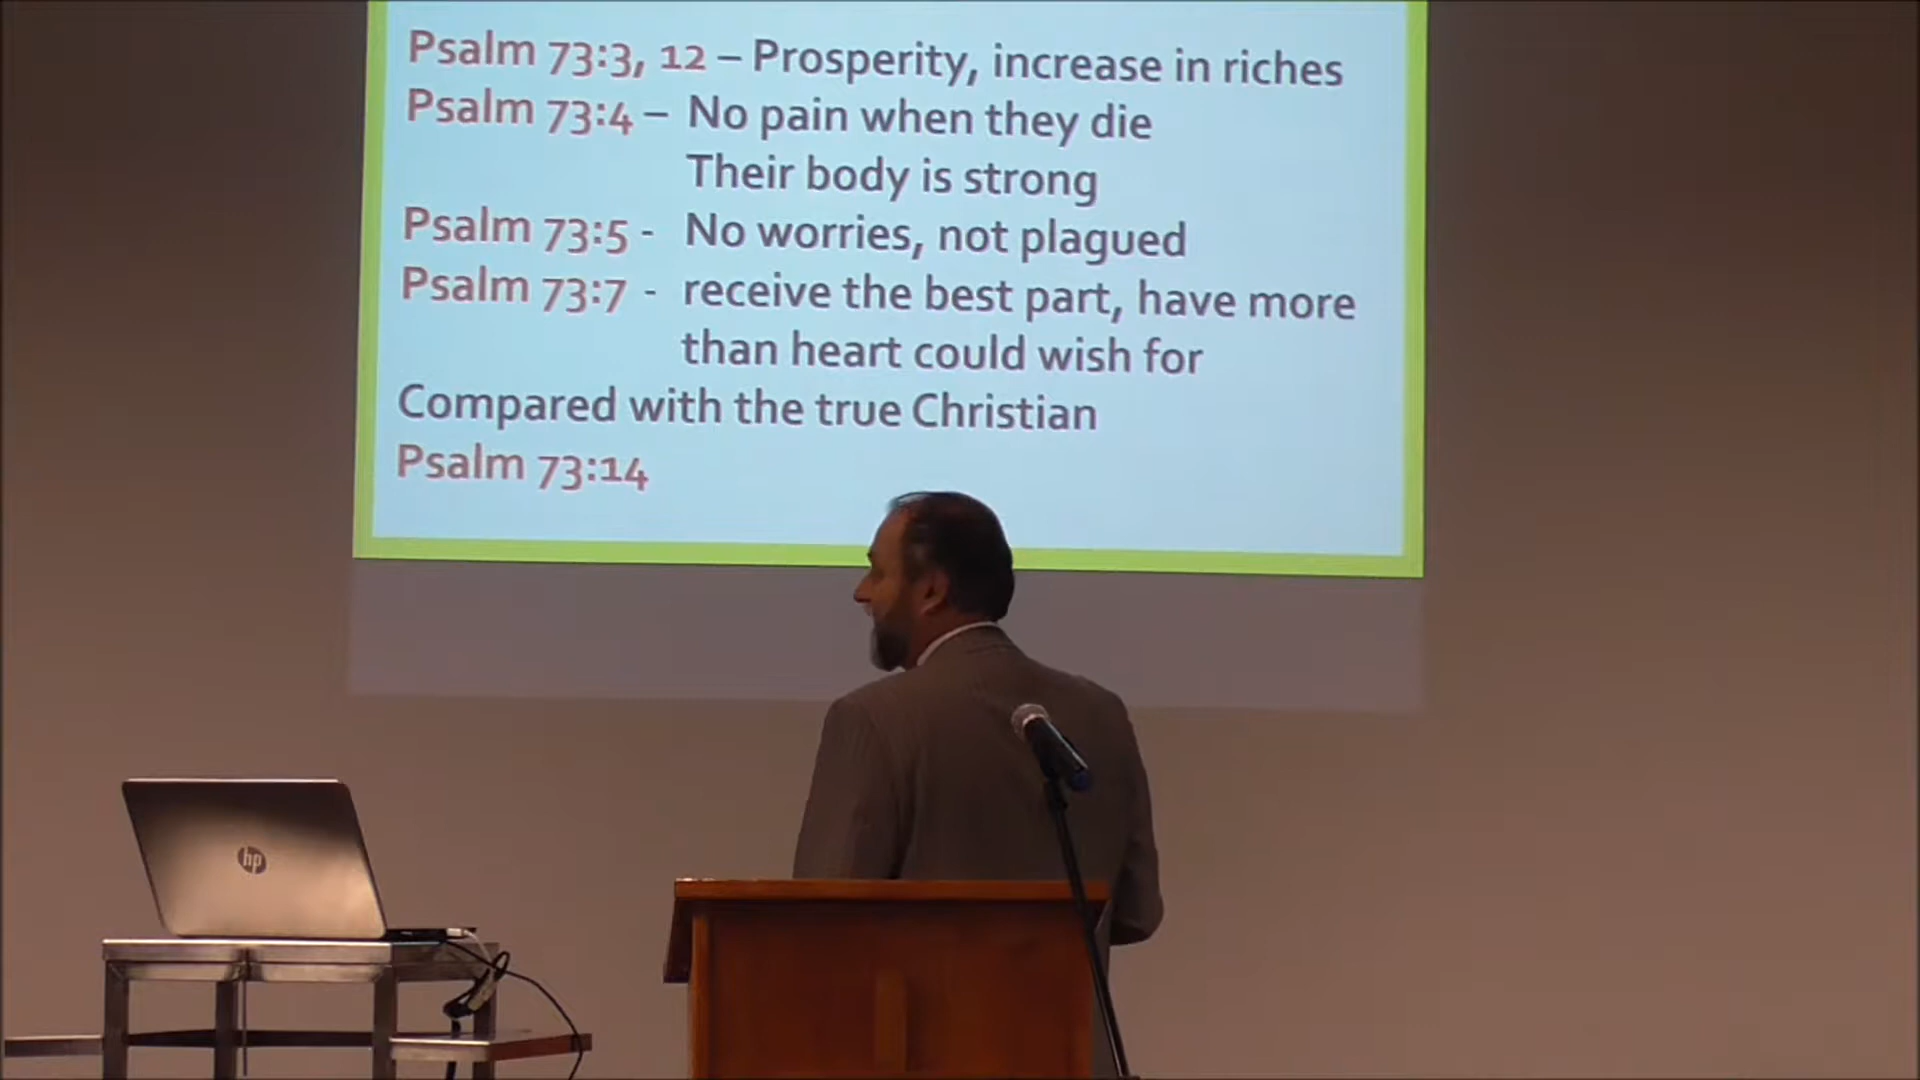 Psalm 73:3, 12 – Prosperity, increase in riches
Psalm 73:4 – No pain when they die
Their body is strong
Psalm 73:5 - No worries, not plagued
Psalm 73:7 - receive the best part, have more
than heart could wish for
Compared with the true Christian
Psalm 73:14
hp